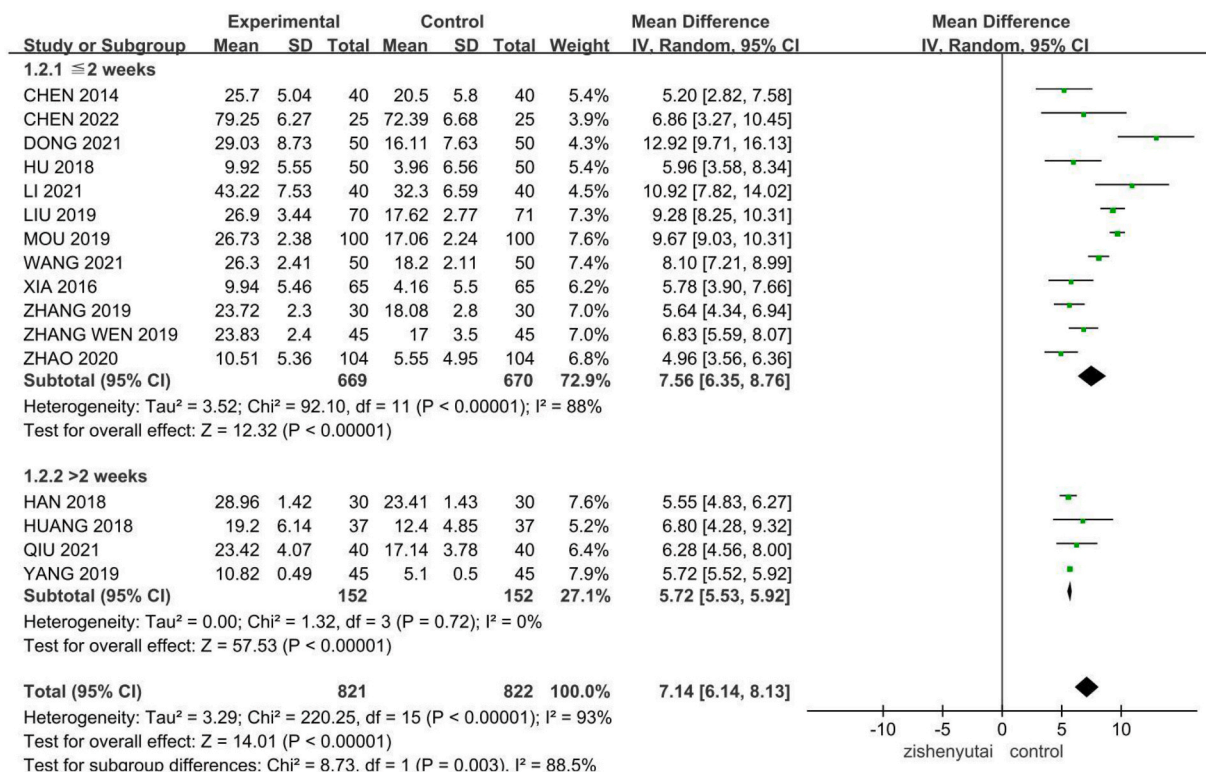 Experimental Control Mean Difference Mean Difference
Study or Subgroup Mean SD Total Mean SD Total Weight IV, Random, 95% CI IV, Random, 95% CI
1.2.1 ≦2 weeks
CHEN 2014 25.7 5.04 40 20.5 5.8 40 5.4% 5.20 [2.82, 7.58]
CHEN 2022 79.25 6.27 25 72.39 6.68 25 3.9% 6.86 [3.27, 10.45]
DONG 2021 29.03 8.73 50 16.11 7.63 50 4.3% 12.92 [9.71, 16.13]
HU 2018 9.92 5.55 50 3.96 6.56 50 5.4% 5.96 [3.58, 8.34]
LI 2021 43.22 7.53 40 32.3 6.59 40 4.5% 10.92 [7.82, 14.02]
LIU 2019 26.9 3.44 70 17.62 2.77 71 7.3% 9.28 [8.25, 10.31]
MOU 2019 26.73 2.38 100 17.06 2.24 100 7.6% 9.67 [9.03, 10.31]
WANG 2021 26.3 2.41 50 18.2 2.11 50 7.4% 8.10 [7.21, 8.99]
XIA 2016 9.94 5.46 65 4.16 5.5 65 6.2% 5.78 [3.90, 7.66]
ZHANG 2019 23.72 2.3 30 18.08 2.8 30 7.0% 5.64 [4.34, 6.94]
ZHANG WEN 2019 23.83 2.4 45 17 3.5 45 7.0% 6.83 [5.59, 8.07]
ZHAO 2020 10.51 5.36 104 5.55 4.95 104 6.8% 4.96 [3.56, 6.36]
Subtotal (95% CI) 669 670 72.9% 7.56 [6.35, 8.76]
Heterogeneity: Tau² = 3.52; Chi² = 92.10, df = 11 (P < 0.00001); I² = 88%
Test for overall effect: Z = 12.32 (P < 0.00001)
1.2.2 >2 weeks
HAN 2018 28.96 1.42 30 23.41 1.43 30 7.6% 5.55 [4.83, 6.27]
HUANG 2018 19.2 6.14 37 12.4 4.85 37 5.2% 6.80 [4.28, 9.32]
QIU 2021 23.42 4.07 40 17.14 3.78 40 6.4% 6.28 [4.56, 8.00]
YANG 2019 10.82 0.49 45 5.1 0.5 45 7.9% 5.72 [5.52, 5.92]
Subtotal (95% CI) 152 152 27.1% 5.72 [5.53, 5.92]
Heterogeneity: Tau² = 0.00; Chi² = 1.32, df = 3 (P = 0.72); I² = 0%
Test for overall effect: Z = 57.53 (P < 0.00001)
Total (95% CI) 821 822 100.0% 7.14 [6.14, 8.13]
Heterogeneity: Tau² = 3.29; Chi² = 220.25, df = 15 (P < 0.00001); I² = 93%
Test for overall effect: Z = 14.01 (P < 0.00001)
Test for subgroup differences: Chi² = 8.73, df = 1 (P = 0.003), I² = 88.5%
-10 -5 0 5 10
zishenyutai control